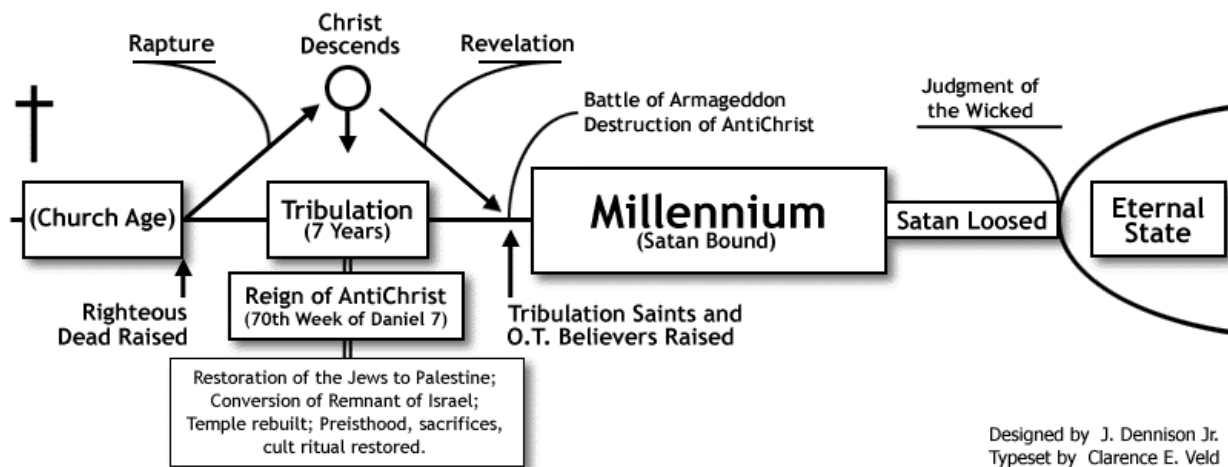 Rapture
Christ
Descends
Revelation
Battle of Armageddon
Destruction of AntiChrist
Judgment of
the Wicked
(Church Age)
Tribulation
(7 Years)
Millennium
(Satan Bound)
Satan Loosed
Eternal
State
Righteous
Dead Raised
Reign of AntiChrist
(70th Week of Daniel 7)
Tribulation Saints and
O.T. Believers Raised
Restoration of the Jews to Palestine;
Conversion of Remnant of Israel;
Temple rebuilt; Preisthood, sacrifices,
cult ritual restored.
Designed by J. Dennison Jr.
Typeset by Clarence E. Veld